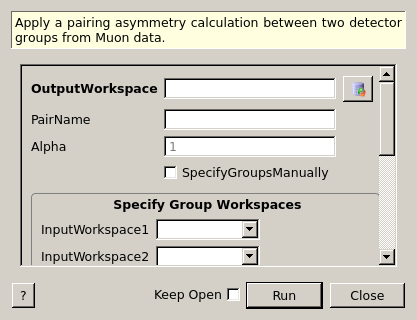 Apply a pairing asymmetry calculation between two detector
groups from Muon data.
OutputWorkspace
PairName
Alpha 1
SpecifyGroupsManually
Specify Group Workspaces
InputWorkspace1
InputWorkspace2
? Keep Open Run Close